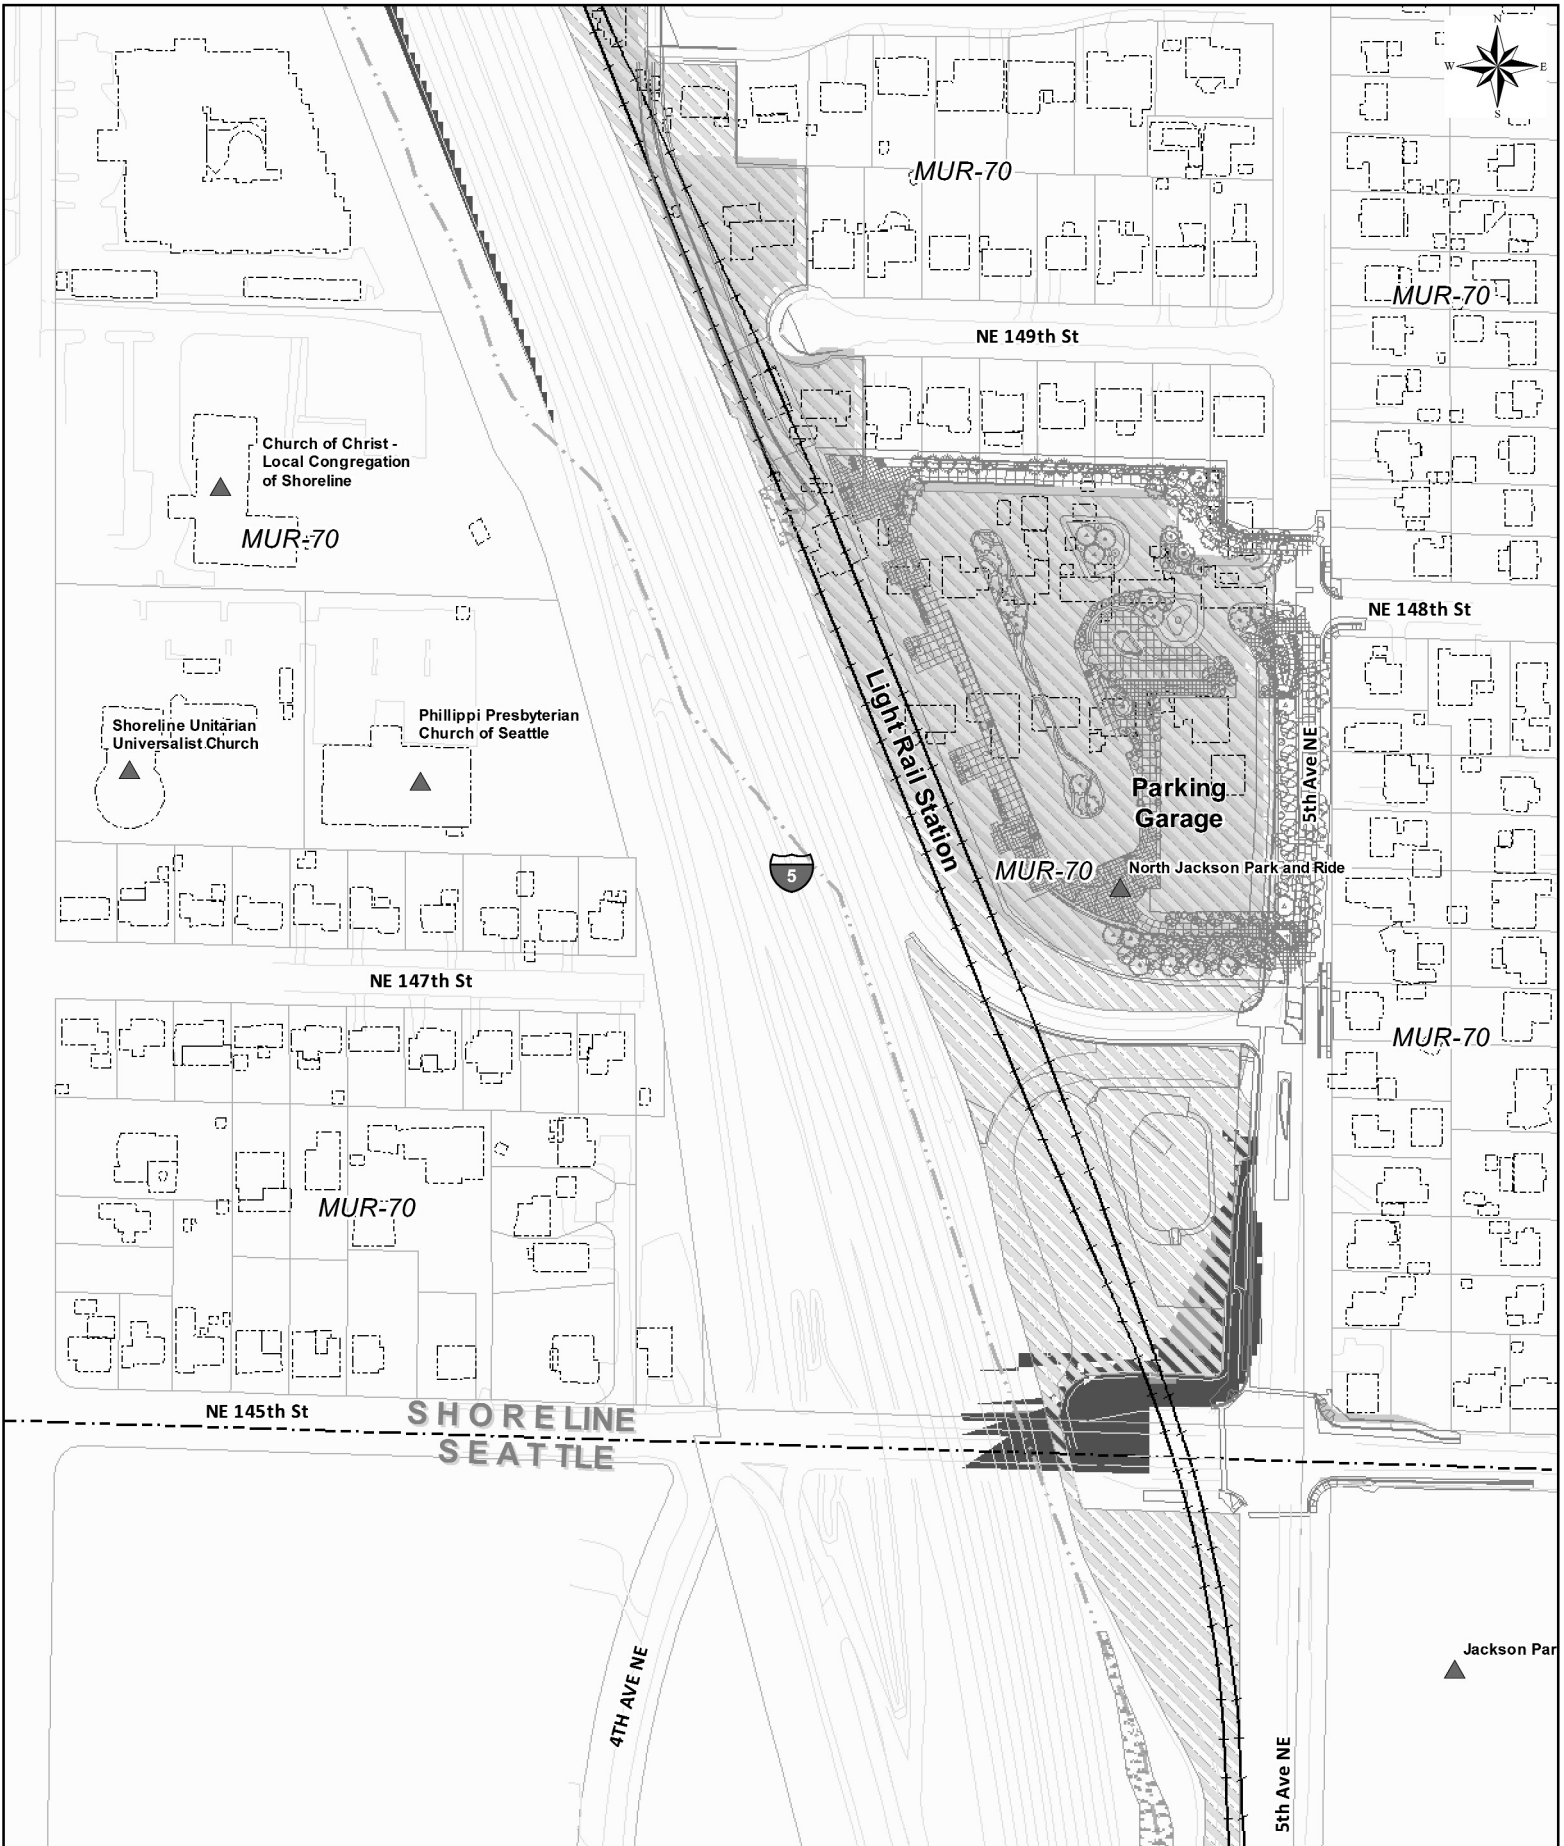 N
W
E
S
MUR-70
MUR-70
NE 149th St
Church of Christ -
Local Congregation
of Shoreline
MUR-70
NE 148th St
Light Rail Station
Shoreline Unitarian
Universalist Church
Phillippi Presbyterian
Church of Seattle
5th Ave NE
Parking
Garage
5
MUR-70
North Jackson Park and Ride
NE 147th St
MUR-70
MUR-70
NE 145th St
SHORELINE
SEATTLE
4TH AVE NE
Jackson Par
5th Ave NE